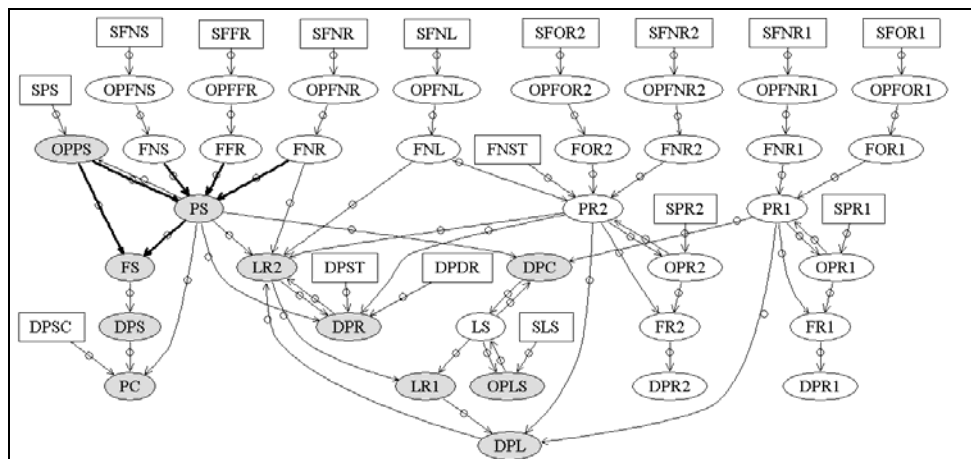 SFNS SFFR SFNR SFNL SFOR2 SFNR2 SFNR1 SFOR1
SPS OPFNS OPFFR OPFNR OPFNL OPFOR2 OPFNR2 OPFNR1 OPFOR1
OPPS FNS FFR FNR FNL FNST FOR2 FNR2 FNR1 FOR1
PS PR2 SPR2 PR1 SPR1
FS LR2 DPST DPDR DPC OPR2 OPR1
DPSC DPS DPR LS SLS FR2 FR1
PC LR1 OPLS DPR2 DPR1
DPL